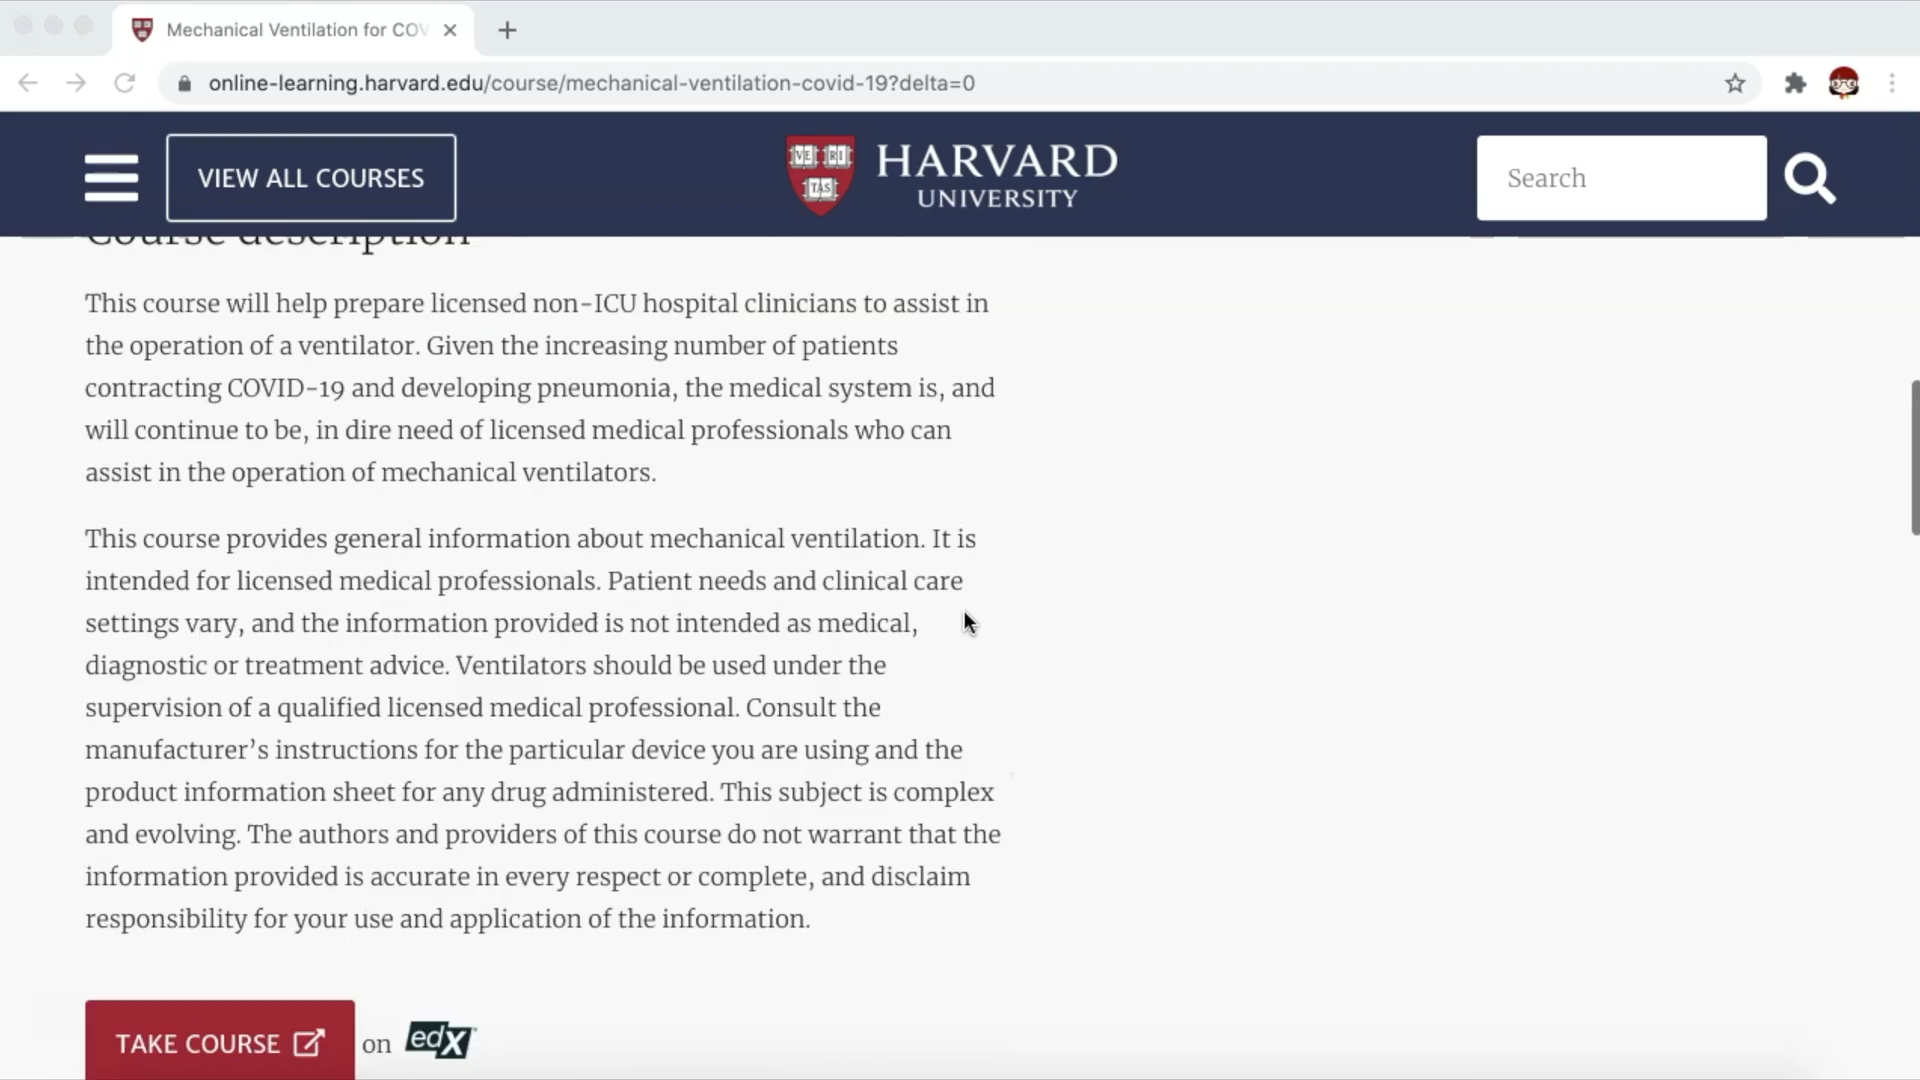 Mechanical Ventilation for COV
online-learning.harvard.edu/course/mechanical-ventilation-covid-19?delta=0
VIEW ALL COURSES
VE RI TAS
HARVARD
UNIVERSITY
Search
Course description
This course will help prepare licensed non-ICU hospital clinicians to assist in
the operation of a ventilator. Given the increasing number of patients
contracting COVID-19 and developing pneumonia, the medical system is, and
will continue to be, in dire need of licensed medical professionals who can
assist in the operation of mechanical ventilators.
This course provides general information about mechanical ventilation. It is
intended for licensed medical professionals. Patient needs and clinical care
settings vary, and the information provided is not intended as medical,
diagnostic or treatment advice. Ventilators should be used under the
supervision of a qualified licensed medical professional. Consult the
manufacturer’s instructions for the particular device you are using and the
product information sheet for any drug administered. This subject is complex
and evolving. The authors and providers of this course do not warrant that the
information provided is accurate in every respect or complete, and disclaim
responsibility for your use and application of the information.
TAKE COURSE on edX